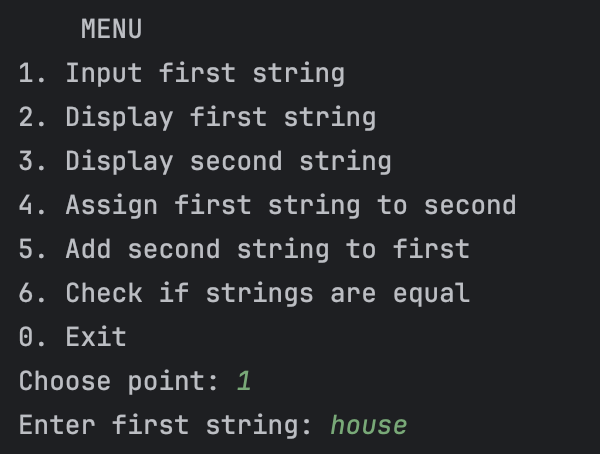 MENU
1. Input first string
2. Display first string
3. Display second string
4. Assign first string to second
5. Add second string to first
6. Check if strings are equal
0. Exit
Choose point: 1
Enter first string: house